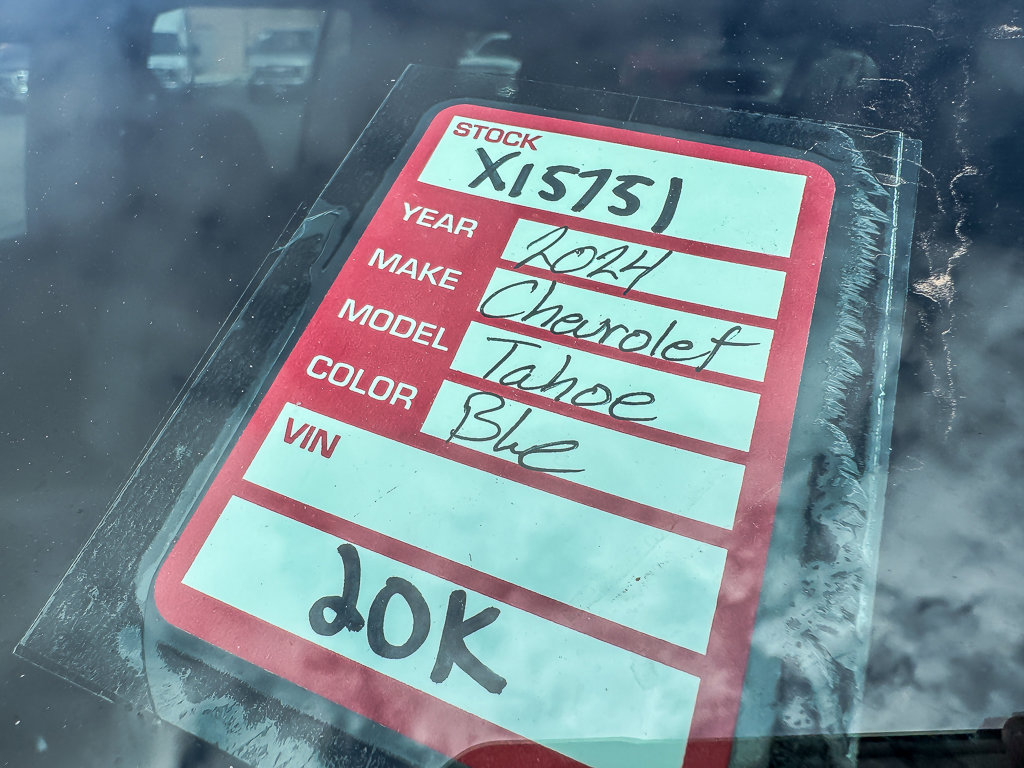 STOCK
X15751
YEAR 2024
MAKE Chevrolet
MODEL Tahoe
COLOR Blue
VIN
20K